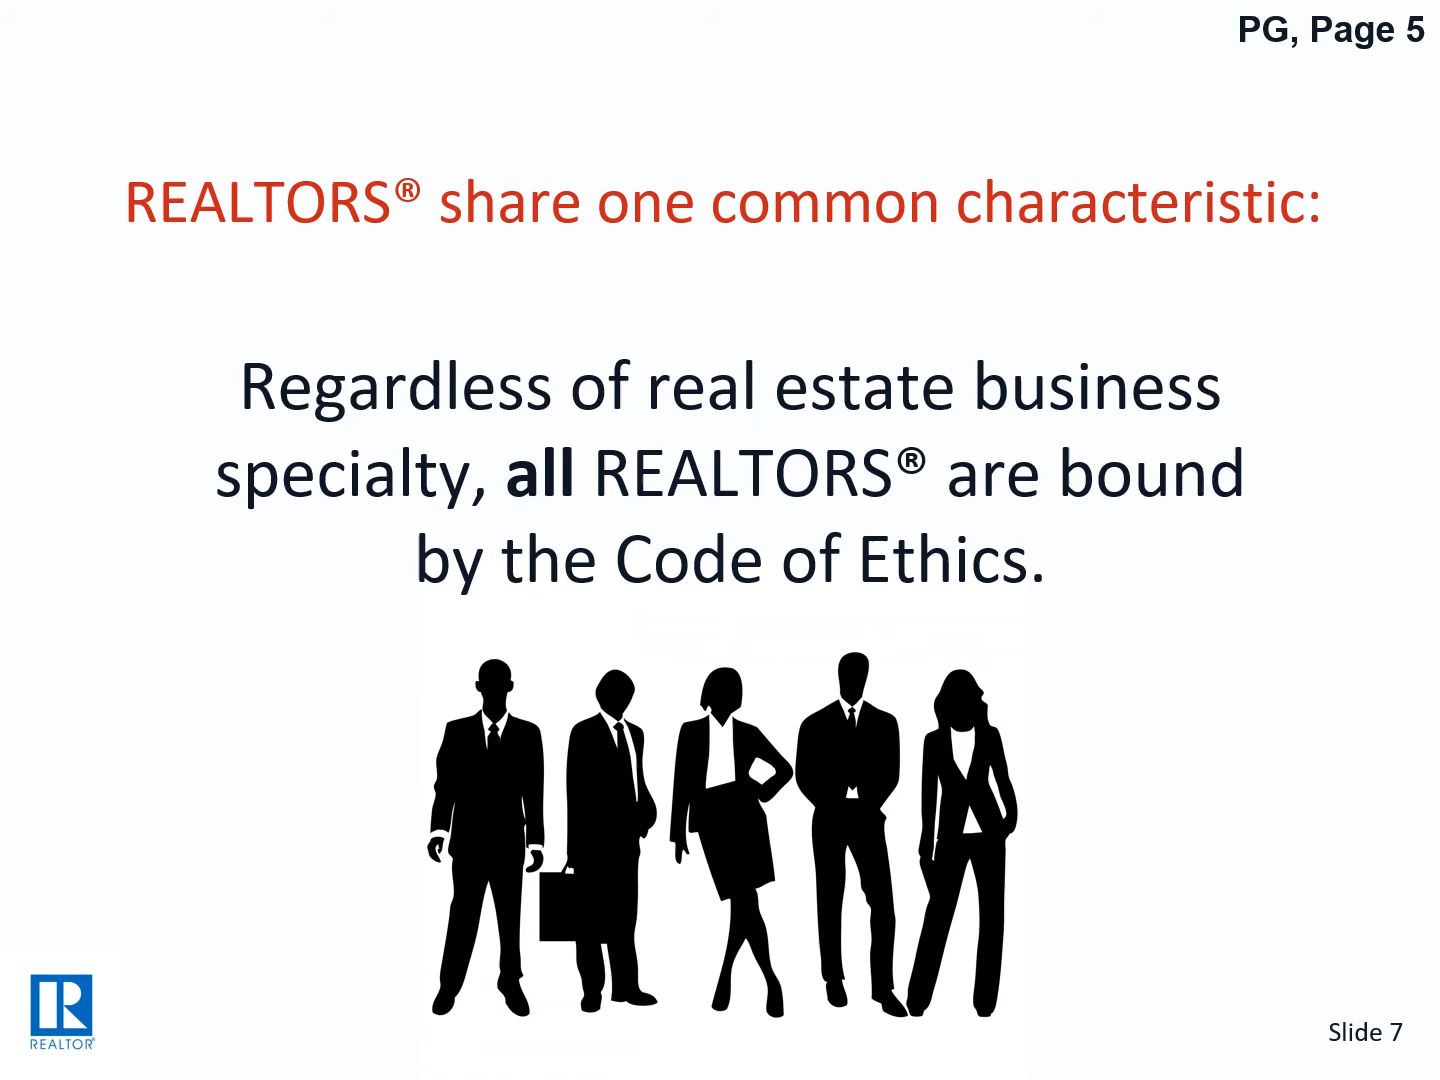 PG, Page 5
REALTORS® share one common characteristic:
Regardless of real estate business
specialty, all REALTORS® are bound
by the Code of Ethics.
R
REALTOR®
Slide 7